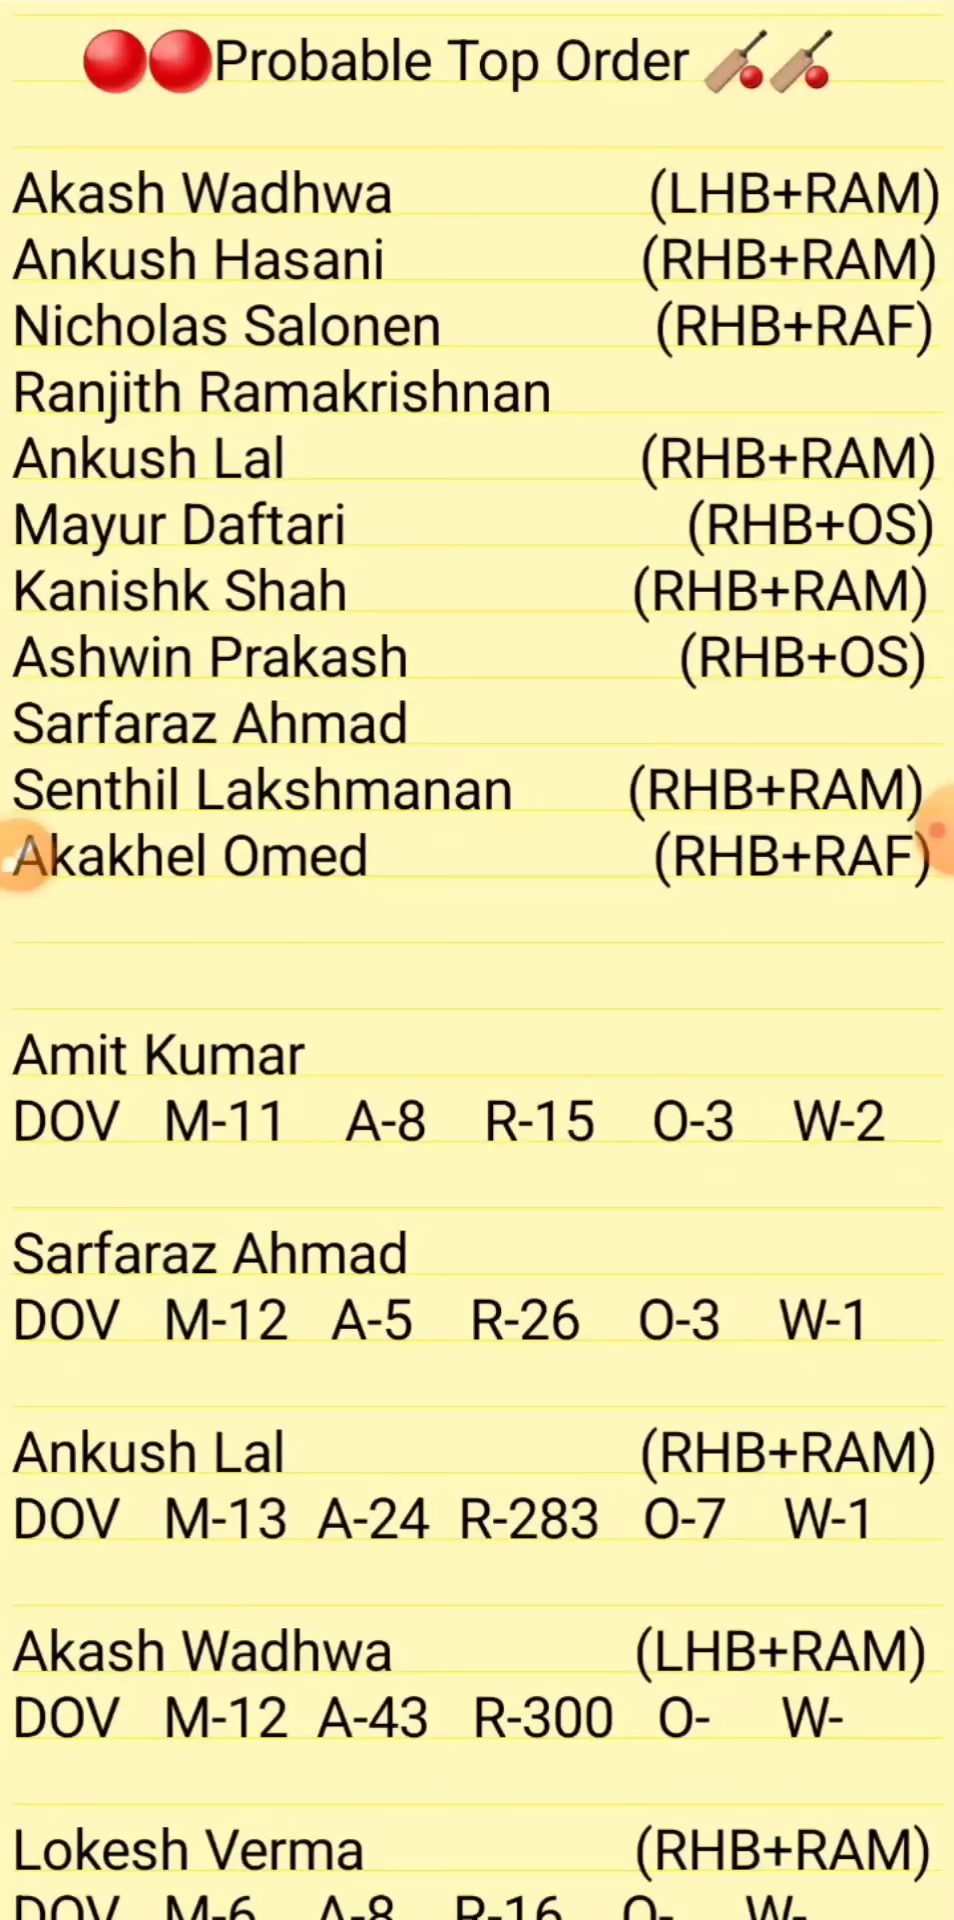 🔴🔴Probable Top Order 🏏🏏
Akash Wadhwa (LHB+RAM)
Ankush Hasani (RHB+RAM)
Nicholas Salonen (RHB+RAF)
Ranjith Ramakrishnan
Ankush Lal (RHB+RAM)
Mayur Daftari (RHB+OS)
Kanishk Shah (RHB+RAM)
Ashwin Prakash (RHB+OS)
Sarfaraz Ahmad
Senthil Lakshmanan (RHB+RAM)
Akakhel Omed (RHB+RAF)
Amit Kumar
DOV M-11 A-8 R-15 O-3 W-2
Sarfaraz Ahmad
DOV M-12 A-5 R-26 O-3 W-1
Ankush Lal (RHB+RAM)
DOV M-13 A-24 R-283 O-7 W-1
Akash Wadhwa (LHB+RAM)
DOV M-12 A-43 R-300 O- W-
Lokesh Verma (RHB+RAM)
DOV M-6 A-8 R-16 O- W-